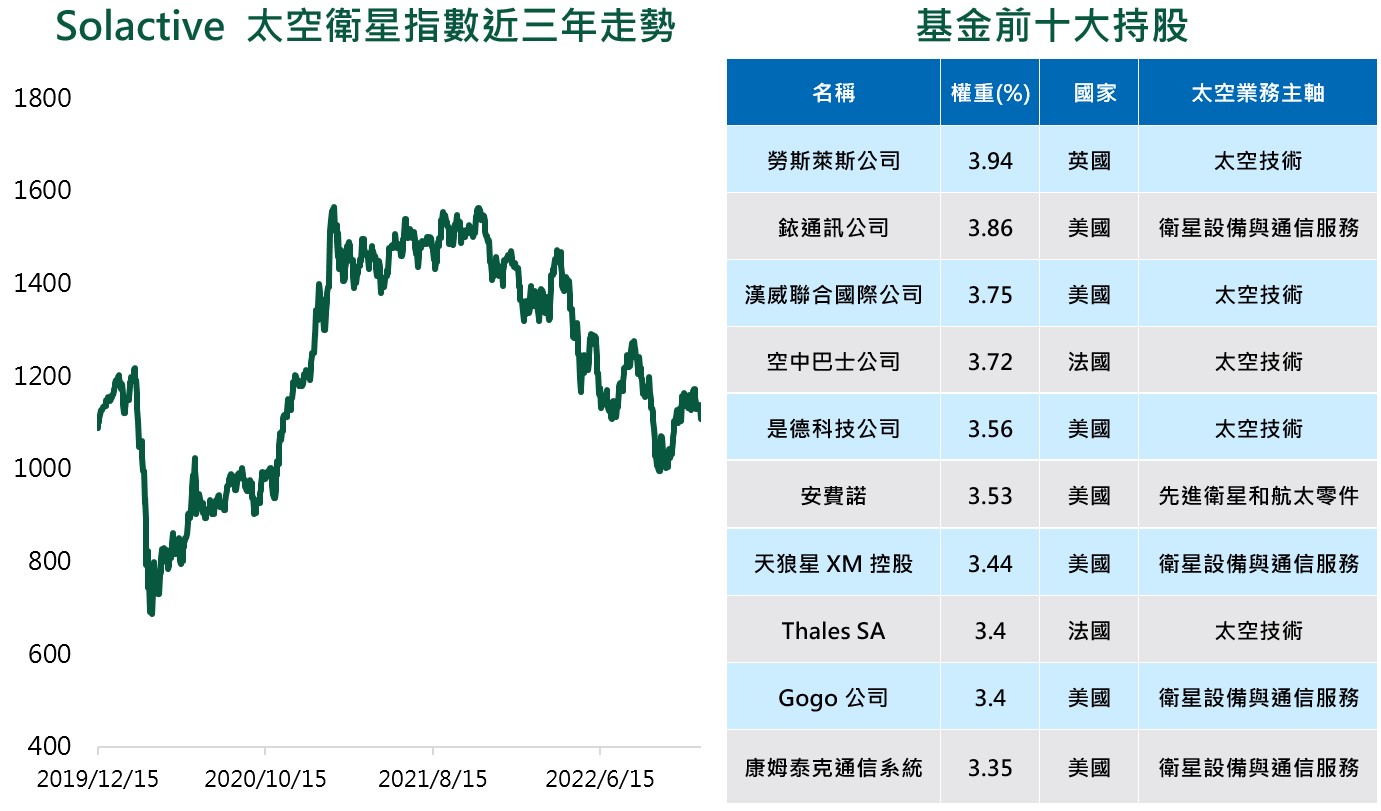 Solactive 太空衛星指數近三年走勢
1800
1600
1400
1200
1000
800
600
400
2019/12/15 2020/10/15 2021/8/15 2022/6/15
基金前十大持股
名稱 權重(%) 國家 太空業務主軸
勞斯萊斯公司 3.94 英國 太空技術
銥通訊公司 3.86 美國 衛星設備與通信服務
漢威聯合國際公司 3.75 美國 太空技術
空中巴士公司 3.72 法國 太空技術
是德科技公司 3.56 美國 太空技術
安費諾 3.53 美國 先進衛星和航太零件
天狼星 XM 控股 3.44 美國 衛星設備與通信服務
Thales SA 3.4 法國 太空技術
Gogo 公司 3.4 美國 衛星設備與通信服務
康姆泰克通信系統 3.35 美國 衛星設備與通信服務